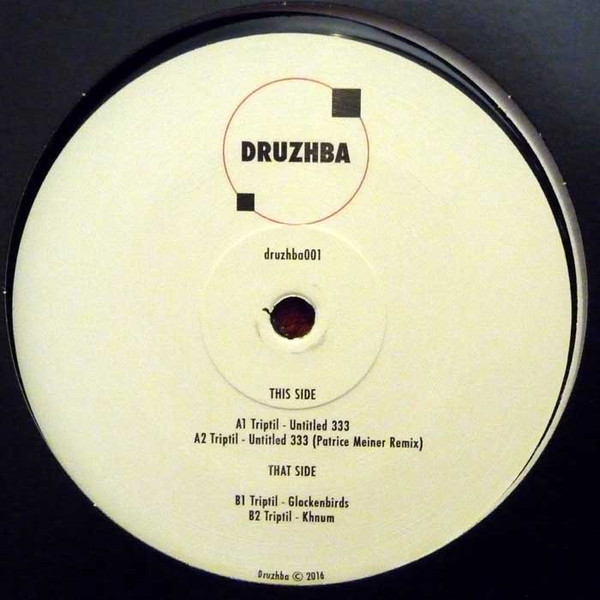 DRUZHBA
druzhba001
THIS SIDE
A1 Triptil - Untitled 333
A2 Triptil - Untitled 333 (Patrice Meiner Remix)
THAT SIDE
B1 Triptil - Glockenbirds
B2 Triptil - Khnum
Druzhba © 2016